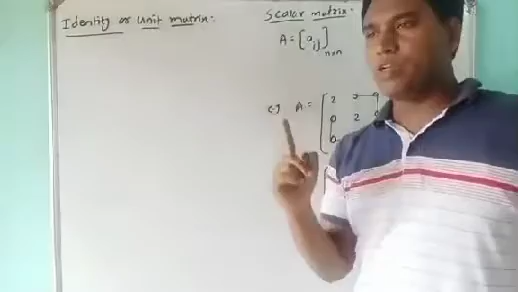 Identity or Unit matrix:
Scalar matrix:
A = [aij]n×n
e.g A = [2
0 2
0